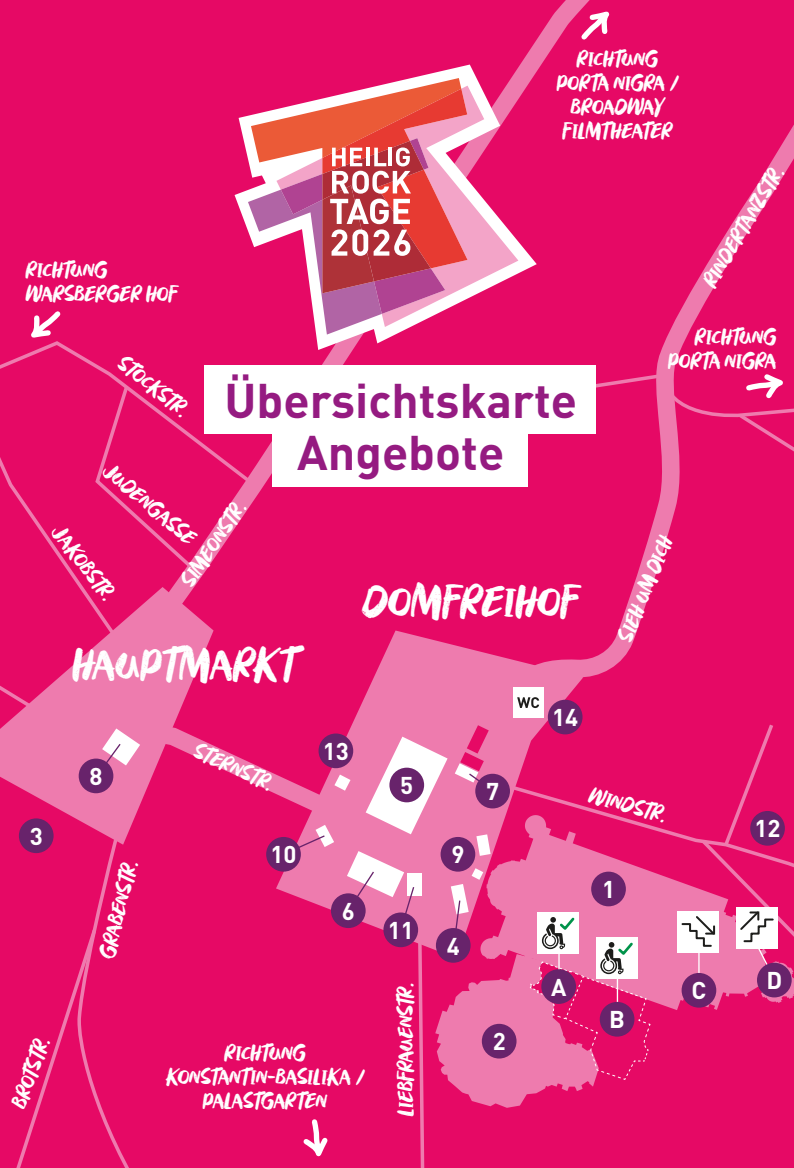 RICHTUNG
PORTA NIGRA /
BROADWAY
FILMTHEATER
HEILIG
ROCK
TAGE
2026
RINDERTANZSTR.
RICHTUNG
WARSBERGER HOF
RICHTUNG
PORTA NIGRA
STOCKSTR.
Übersichtskarte
Angebote
JUDENGASSE
SIMEONSTR.
JAKOBSTR.
SIEH UM DICH
DOMFREIHOF
HAUPTMARKT
WC
14
13
STERNSTR.
8
5
7
WINDSTR.
3
12
10
9
1
6
11
4
GRABENSTR.
A
B
C
D
2
LIEBFRAUENSTR.
BROTSTR.
RICHTUNG
KONSTANTIN-BASILIKA /
PALASTGARTEN